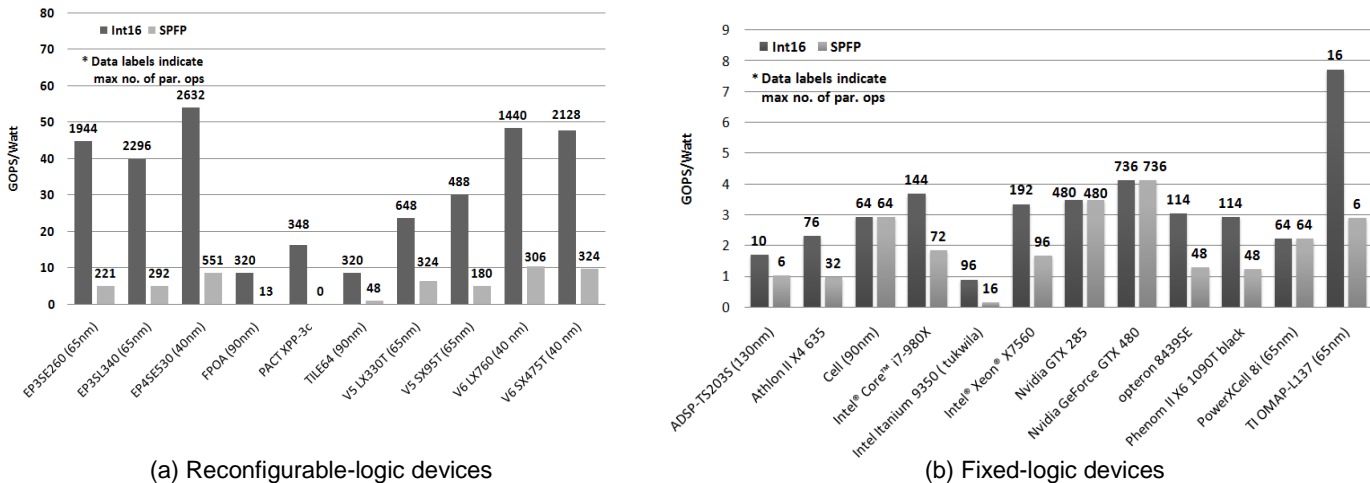 80
70
60
50
40
30
20
10
0
GOPS/Watt
Int16 SPFP
* Data labels indicate
max no. of par. ops
1944
221
2296
292
2632
551
320
13
348
0
320
48
648
324
488
180
1440
306
2128
324
EP3SE260 (65nm)
EP3SL340 (65nm)
EP4SE530 (40nm)
FPOA (90nm)
PACT XPP-3c
TILE64 (90nm)
V5 LX330T (65nm)
V5 SX95T (65nm)
V6 LX760 (40 nm)
V6 SX475T (40 nm)
(a) Reconfigurable-logic devices
9
8
7
6
5
4
3
2
1
0
GOPS/Watt
Int16 SPFP
* Data labels indicate
max no. of par. ops
10
6
76
32
64
64
144
72
96
16
192
96
480
480
736
736
114
48
114
48
64
64
16
6
ADSP-TS203S (130nm)
Athlon II X4 635
Cell (90nm)
Intel® Core™ i7-980X
Intel Itanium 9350 ( tukwila)
Intel® Xeon® X7560
Nvidia GTX 285
Nvidia GeForce GTX 480
opteron 8439SE
Phenom II X6 1090T black
PowerXCell 8i (65nm)
TI OMAP-L137 (65nm)
(b) Fixed-logic devices